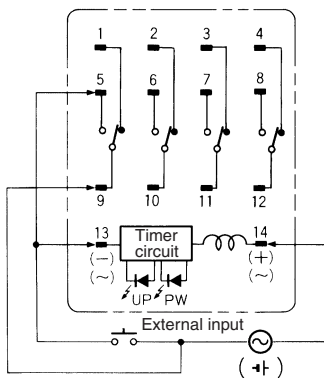 1 2 3 4
5 6 7 8
9 10 11 12
13 Timer circuit 14
(−) (+)
(~) (~)
UP PW
External input